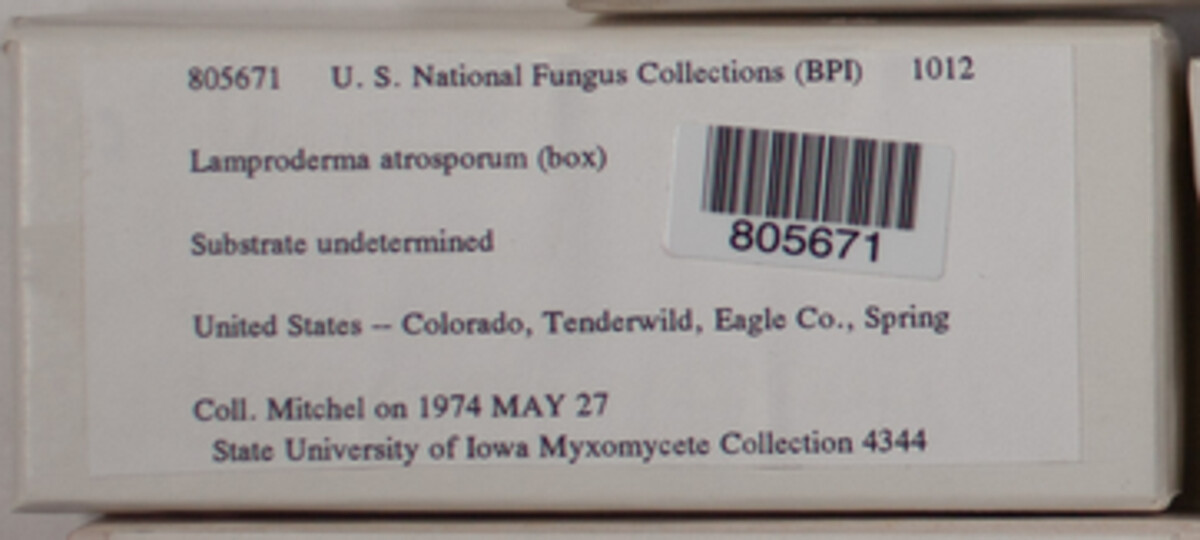 805671 U. S. National Fungus Collections (BPI) 1012
Lamproderma atrosporum (box)
805671
Substrate undetermined
United States -- Colorado, Tenderwild, Eagle Co., Spring
Coll. Mitchel on 1974 MAY 27
State University of Iowa Myxomycete Collection 4344